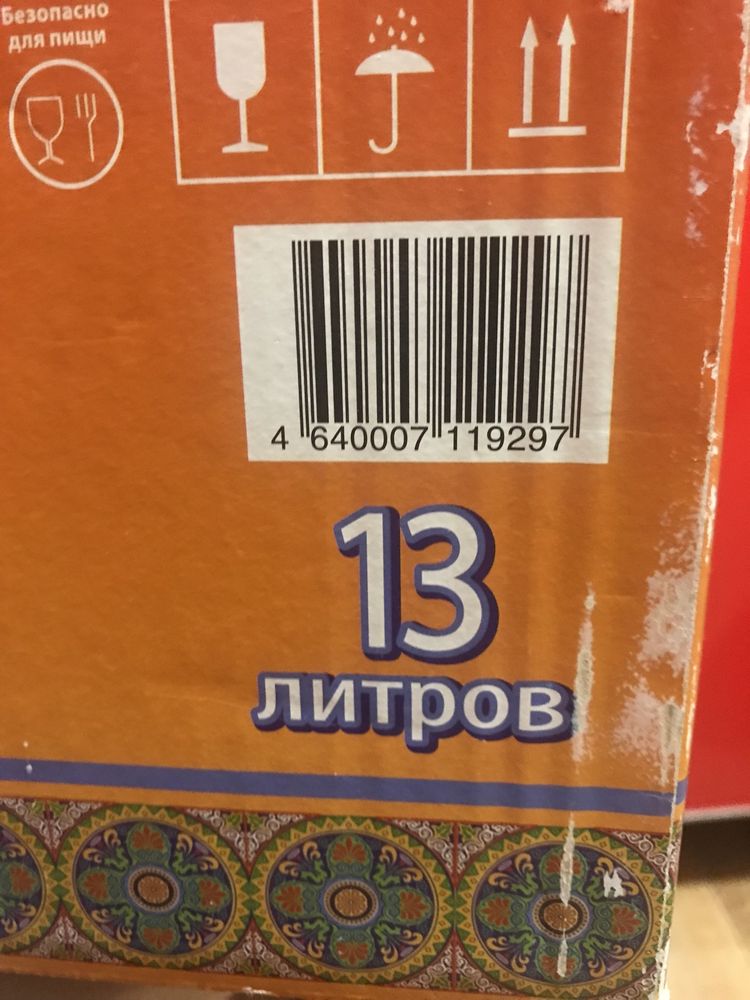 Безопасно
для пищи
4 640007 119297
13
литров